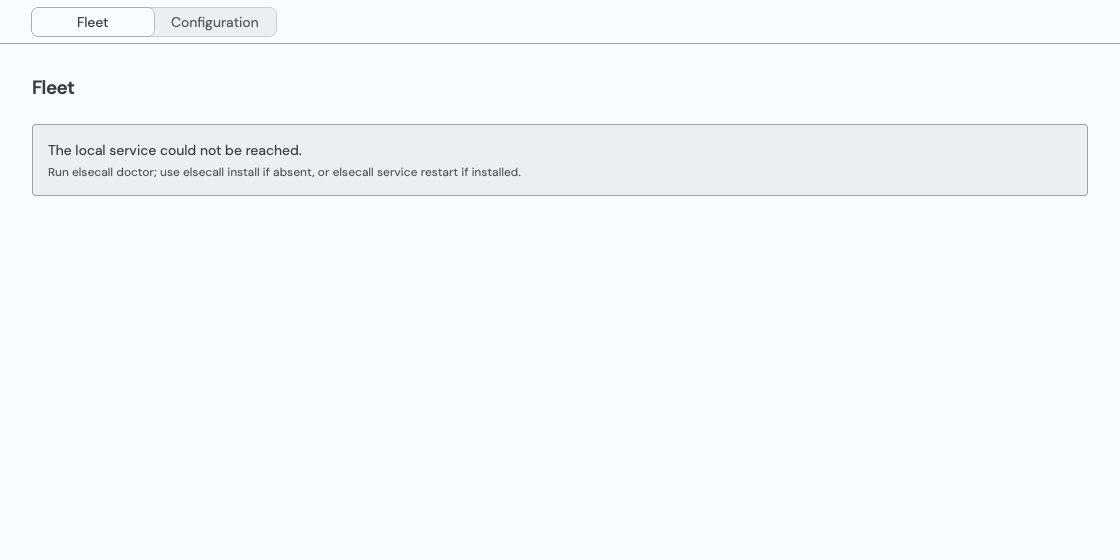 Fleet
Configuration
Fleet
The local service could not be reached.
Run elsecall doctor; use elsecall install if absent, or elsecall service restart if installed.